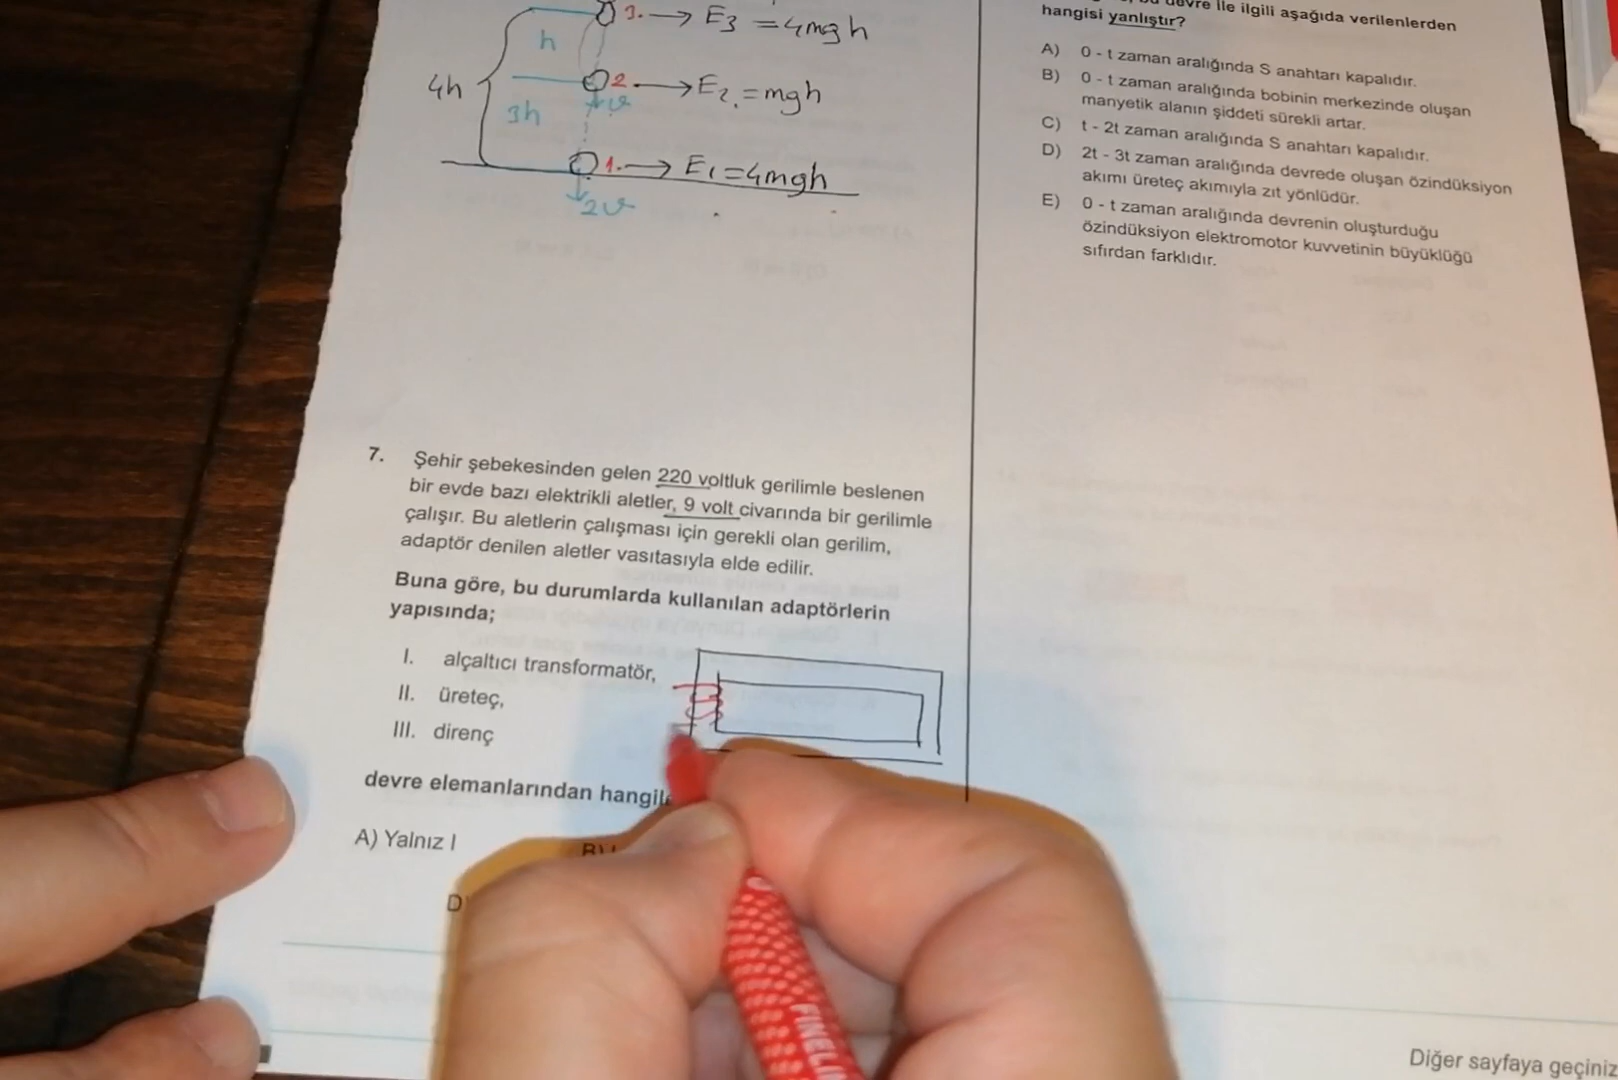 3. → E3 = 4mgh
h
2. → E2. = mgh
4h
v
3h
1. → E1 = 4mgh
2v
7. Şehir şebekesinden gelen 220 voltluk gerilimle beslenen
bir evde bazı elektrikli aletler, 9 volt civarında bir gerilimle
çalışır. Bu aletlerin çalışması için gerekli olan gerilim,
adaptör denilen aletler vasıtasıyla elde edilir.
Buna göre, bu durumlarda kullanılan adaptörlerin
yapısında;
I. alçaltıcı transformatör,
II. üreteç,
III. direnç
devre elemanlarından
A) Yalnız I
D
devre ile ilgili aşağıda verilenlerden
hangisi yanlıştır?
A) 0 - t zaman aralığında S anahtarı kapalıdır.
B) 0 - t zaman aralığında bobinin merkezinde oluşan
manyetik alanın şiddeti sürekli artar.
C) t - 2t zaman aralığında S anahtarı kapalıdır.
D) 2t - 3t zaman aralığında devrede oluşan özindüksiyon
akımı üreteç akımıyla zıt yönlüdür.
E) 0 - t zaman aralığında devrenin oluşturduğu
özindüksiyon elektromotor kuvvetinin büyüklüğü
sıfırdan farklıdır.
Diğer sayfaya geçiniz
FINELI